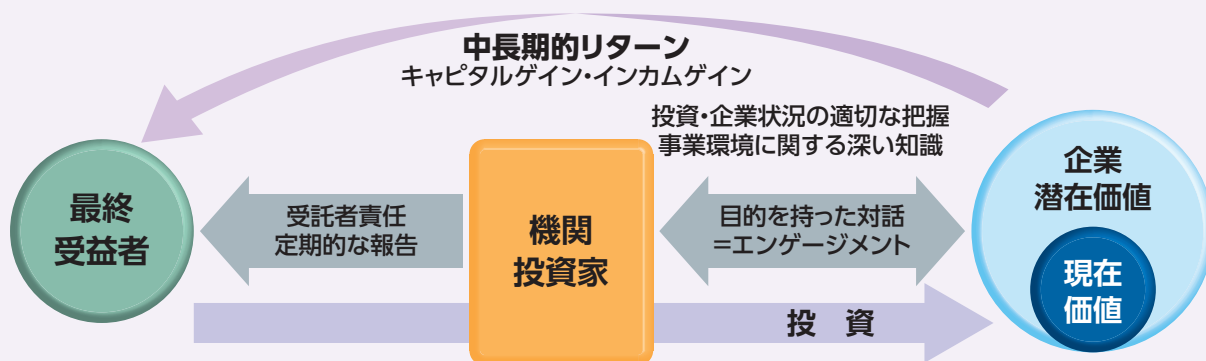 中長期的リターン
キャピタルゲイン・インカムゲイン
投資・企業状況の適切な把握
事業環境に関する深い知識
最終
受益者
受託者責任
定期的な報告
機関
投資家
目的を持った対話
=エンゲージメント
企業
潜在価値
現在
価値
投 資